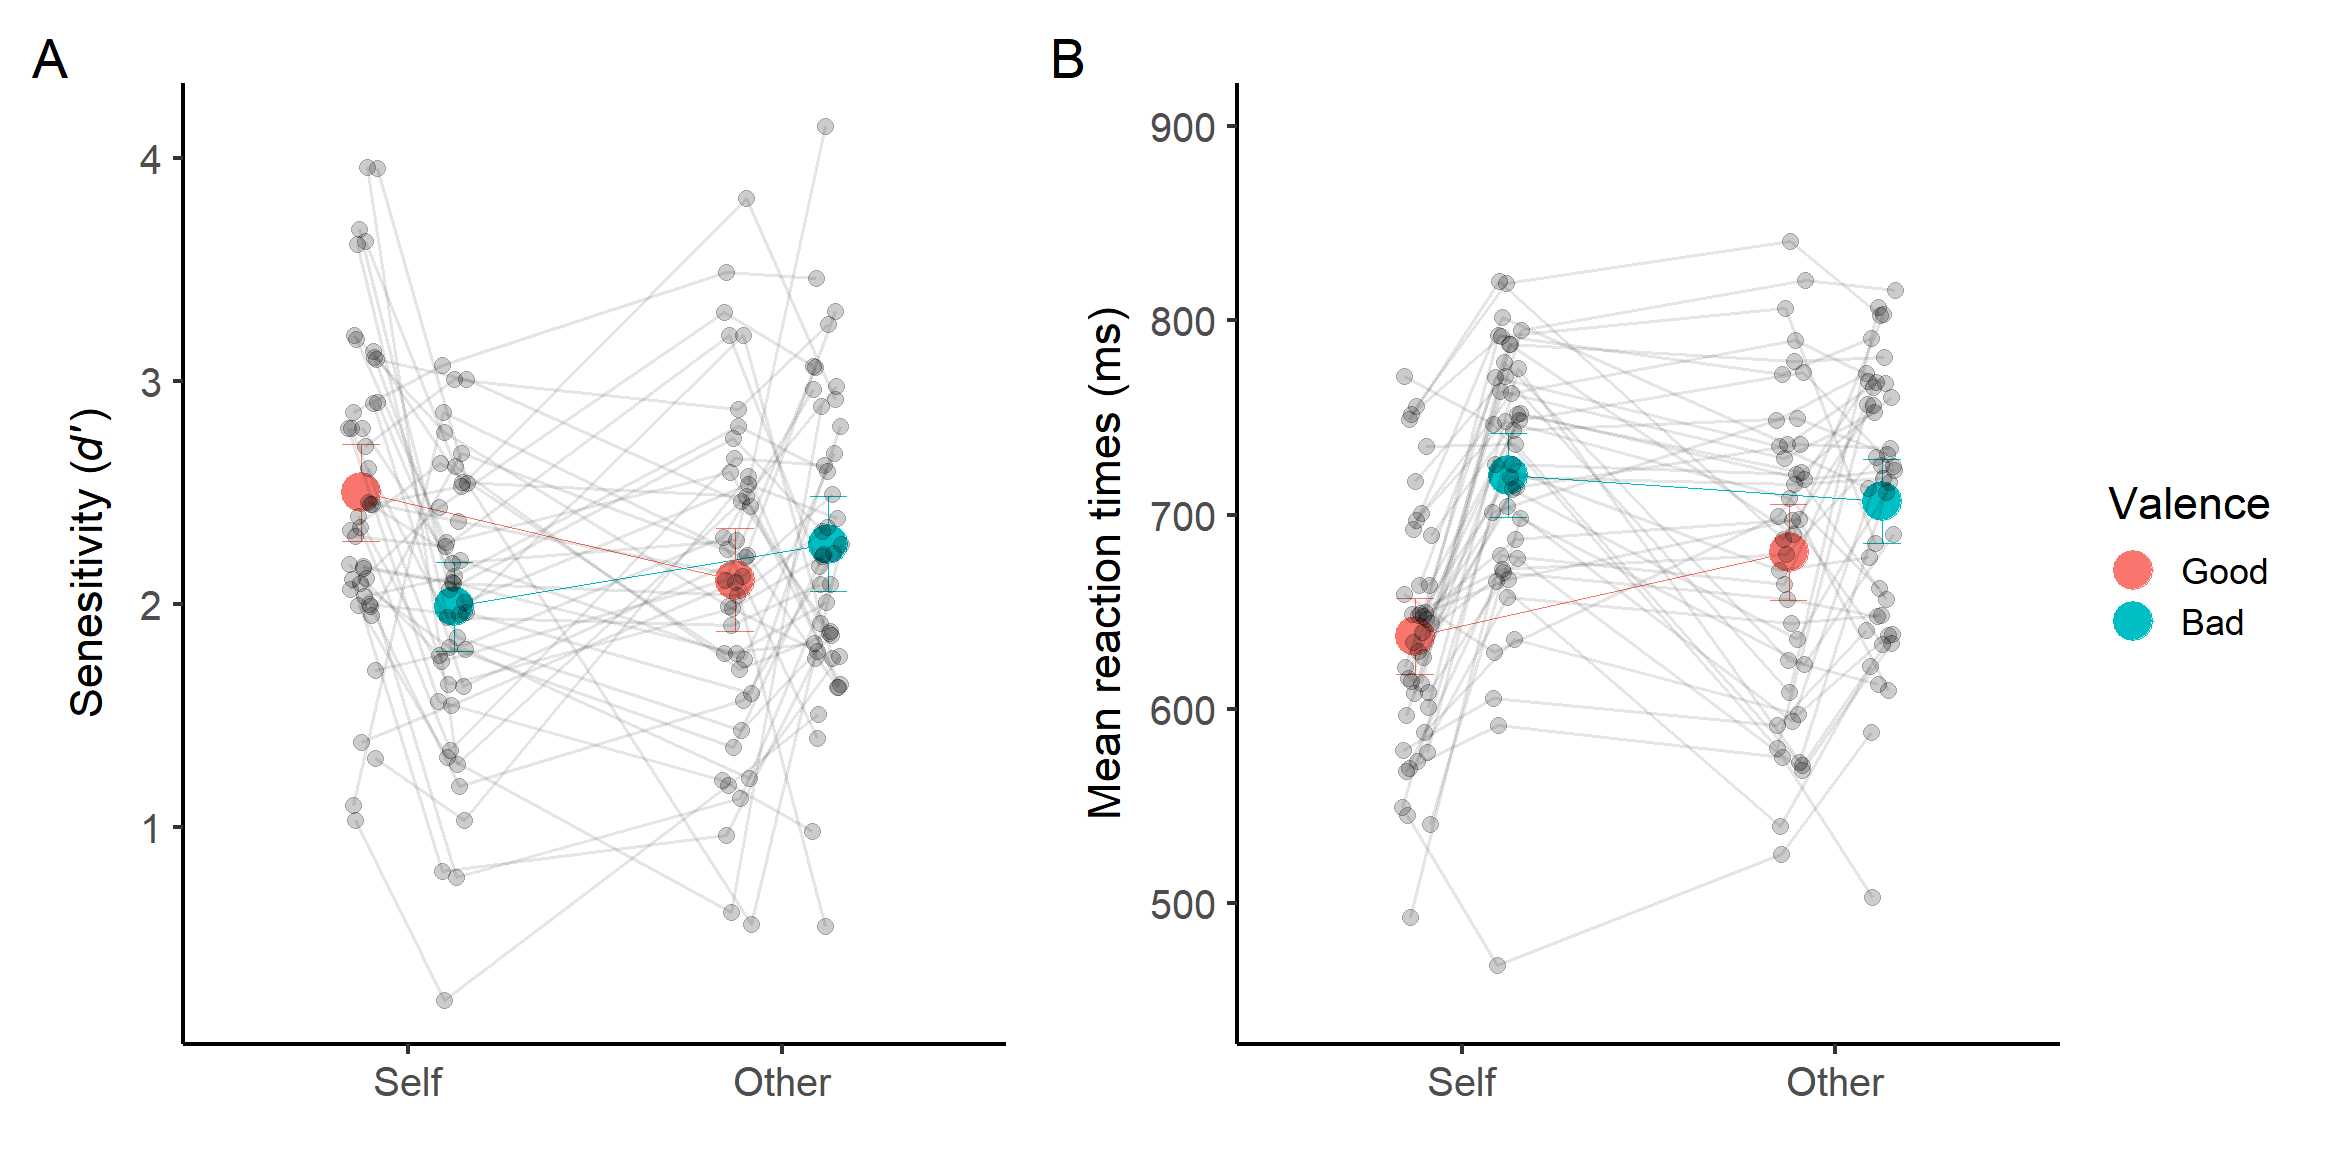 A
B
Senesitivity (d')
4
3
2
1
Self
Other
Mean reaction times (ms)
900
800
700
600
500
Self
Other
Valence
Good
Bad